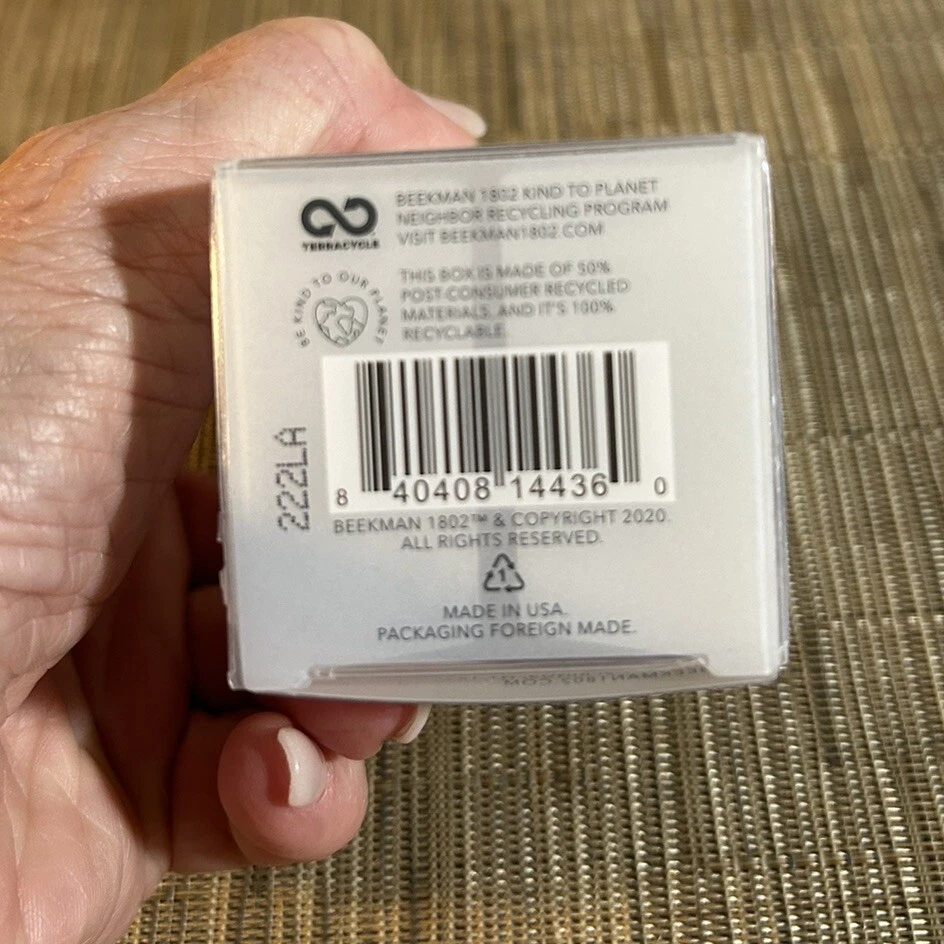 TERRACYCLE
BEEKMAN 1802 KIND TO PLANET
NEIGHBOR RECYCLING PROGRAM
VISIT BEEKMAN1802.COM
BE KIND TO OUR PLANET
THIS BOX IS MADE OF 50%
POST-CONSUMER RECYCLED
MATERIALS, AND IT'S 100%
RECYCLABLE.
222LA
8 40408 14436 0
BEEKMAN 1802™ & COPYRIGHT 2020.
ALL RIGHTS RESERVED.
1
MADE IN USA.
PACKAGING FOREIGN MADE.